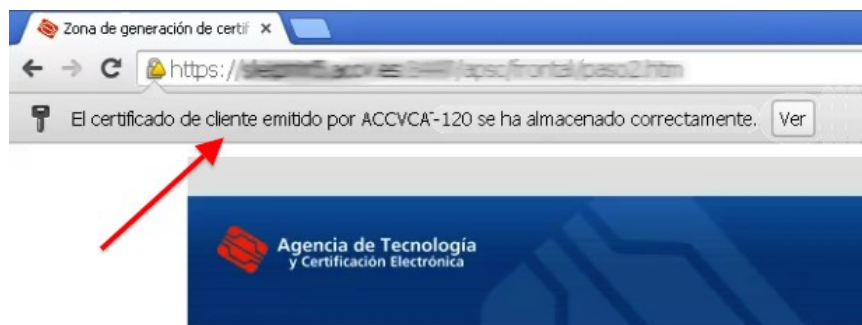 Zona de generación de certif
https://
El certificado de cliente emitido por ACCVCA-120 se ha almacenado correctamente. Ver
Agencia de Tecnología
y Certificación Electrónica